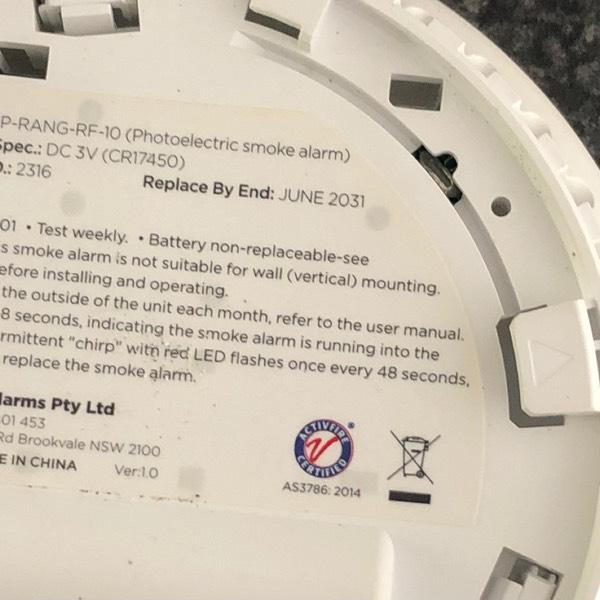 P-RANG-RF-10 (Photoelectric smoke alarm)
Spec.: DC 3V (CR17450)
O.: 2316
Replace By End: JUNE 2031
01 • Test weekly. • Battery non-replaceable-see
s smoke alarm is not suitable for wall (vertical) mounting.
efore installing and operating.
the outside of the unit each month, refer to the user manual.
8 seconds, indicating the smoke alarm is running into the
rmittent "chirp" with red LED flashes once every 48 seconds,
replace the smoke alarm.
larms Pty Ltd
01 453
Rd Brookvale NSW 2100
E IN CHINA
Ver:1.0
ACTIVFIRE
CERTIFIED
®
AS3786: 2014